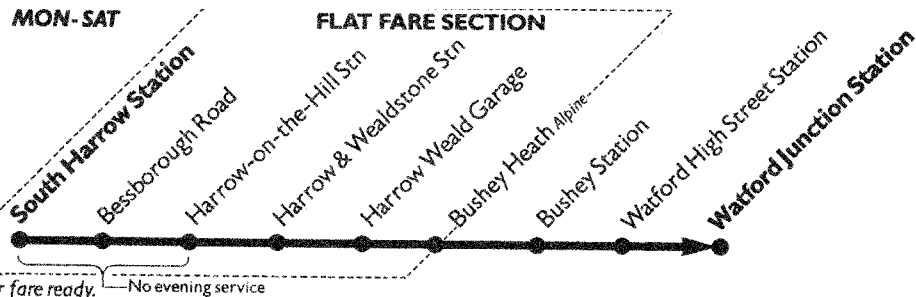 MON-SAT
FLAT FARE SECTION
South Harrow Station
Bessborough Road
Harrow-on-the-Hill Stn
Harrow & Wealdstone Stn
Harrow Weald Garage
Bushey Heath Alpine
Bushey Station
Watford High Street Station
Watford Junction Station
fare ready.
No evening service